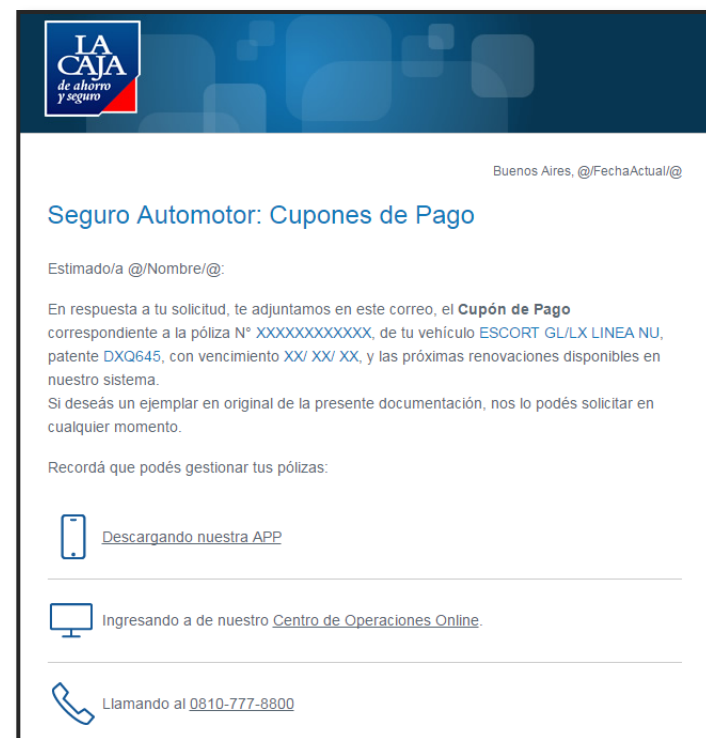 LA
CAJA
de ahorro
y seguro
Buenos Aires, @/FechaActual/@
Seguro Automotor: Cupones de Pago
Estimado/a @/Nombre/@:
En respuesta a tu solicitud, te adjuntamos en este correo, el Cupón de Pago
correspondiente a la póliza N° XXXXXXXXXXXX, de tu vehículo ESCORT GL/LX LINEA NU,
patente DXQ645, con vencimiento XX/ XX/ XX, y las próximas renovaciones disponibles en
nuestro sistema.
Si deseás un ejemplar en original de la presente documentación, nos lo podés solicitar en
cualquier momento.
Recordá que podés gestionar tus pólizas:
Descargando nuestra APP
Ingresando a de nuestro Centro de Operaciones Online.
Llamando al 0810-777-8800